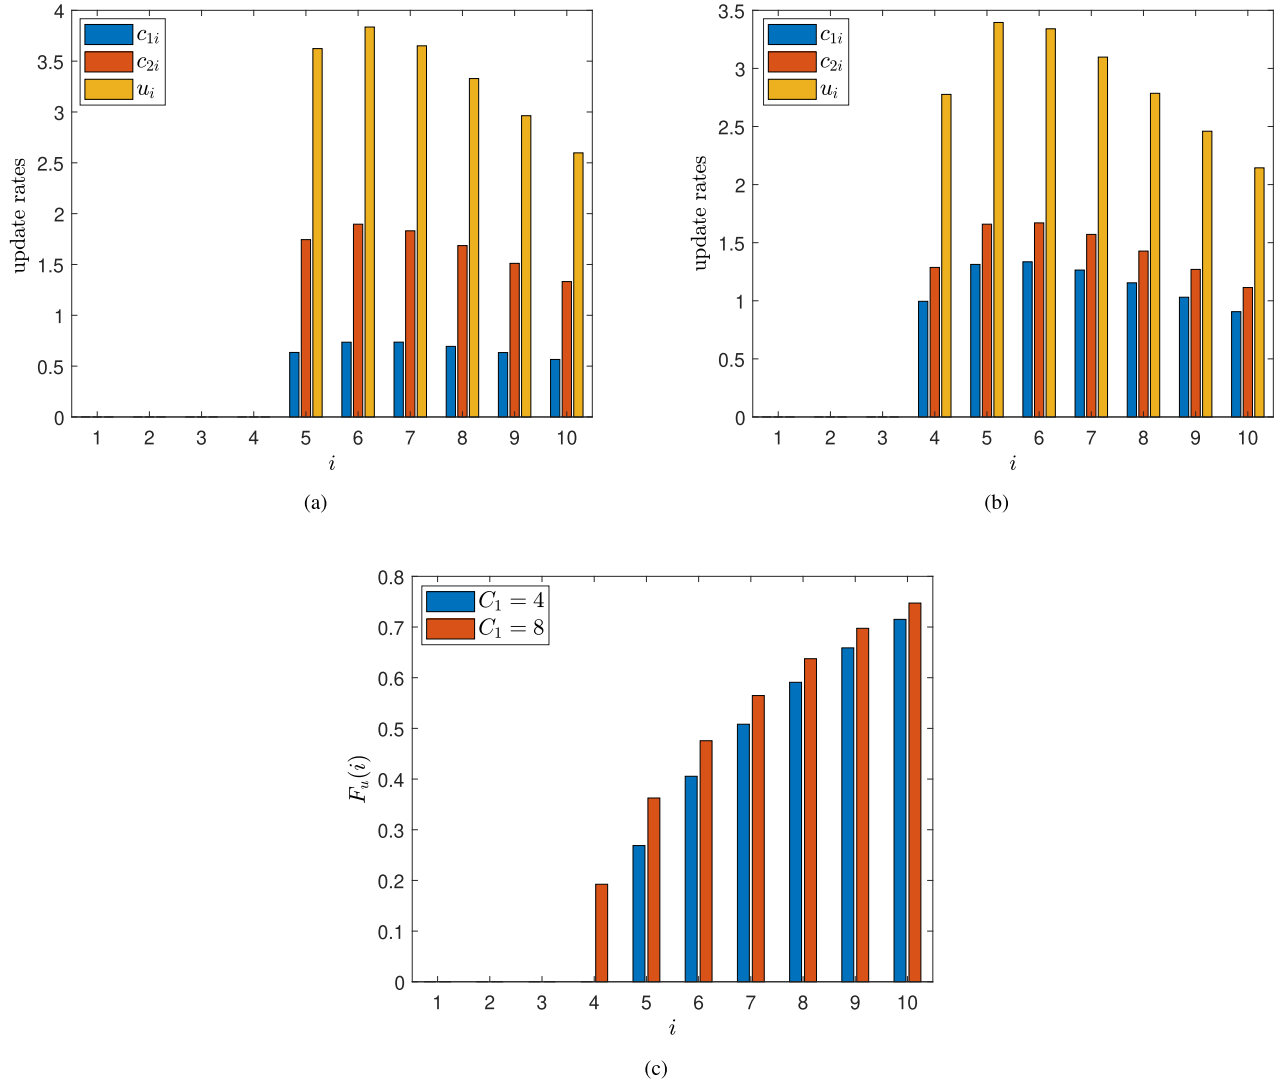 4
3.5
3
2.5
2
1.5
1
0.5
0
update rates
c1i
c2i
ui
1 2 3 4 5 6 7 8 9 10
i
(a)
3.5
3
2.5
2
1.5
1
0.5
0
update rates
c1i
c2i
ui
1 2 3 4 5 6 7 8 9 10
i
(b)
0.8
0.7
0.6
0.5
0.4
0.3
0.2
0.1
0
Fu(i)
C1 = 4
C1 = 8
1 2 3 4 5 6 7 8 9 10
i
(c)